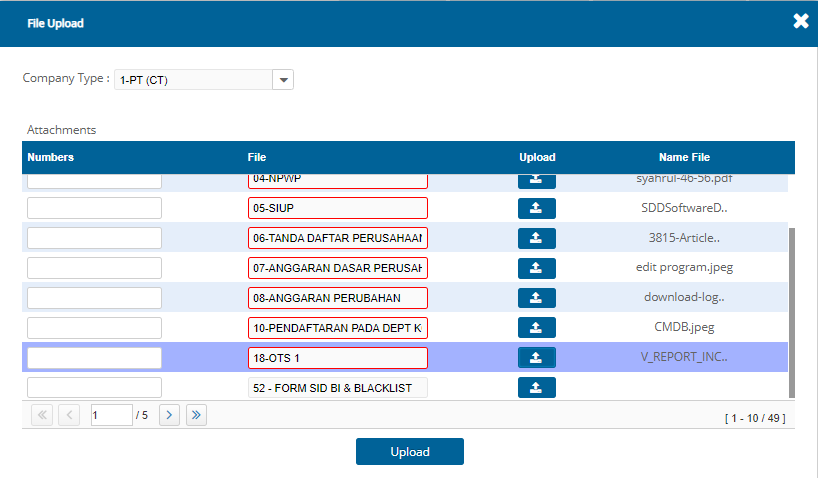 File Upload
Company Type : 1-PT (CT)
Attachments
Numbers File Upload Name File
04-NPWP syahrul-46-56.pdf
05-SIUP SDDSoftwareD..
06-TANDA DAFTAR PERUSAHAAN 3815-Article..
07-ANGGARAN DASAR PERUSAH edit program.jpeg
08-ANGGARAN PERUBAHAN download-log..
10-PENDAFTARAN PADA DEPT K CMDB.jpeg
18-OTS 1 V_REPORT_INC..
52 - FORM SID BI & BLACKLIST
1 / 5 [ 1 - 10 / 49 ]
Upload